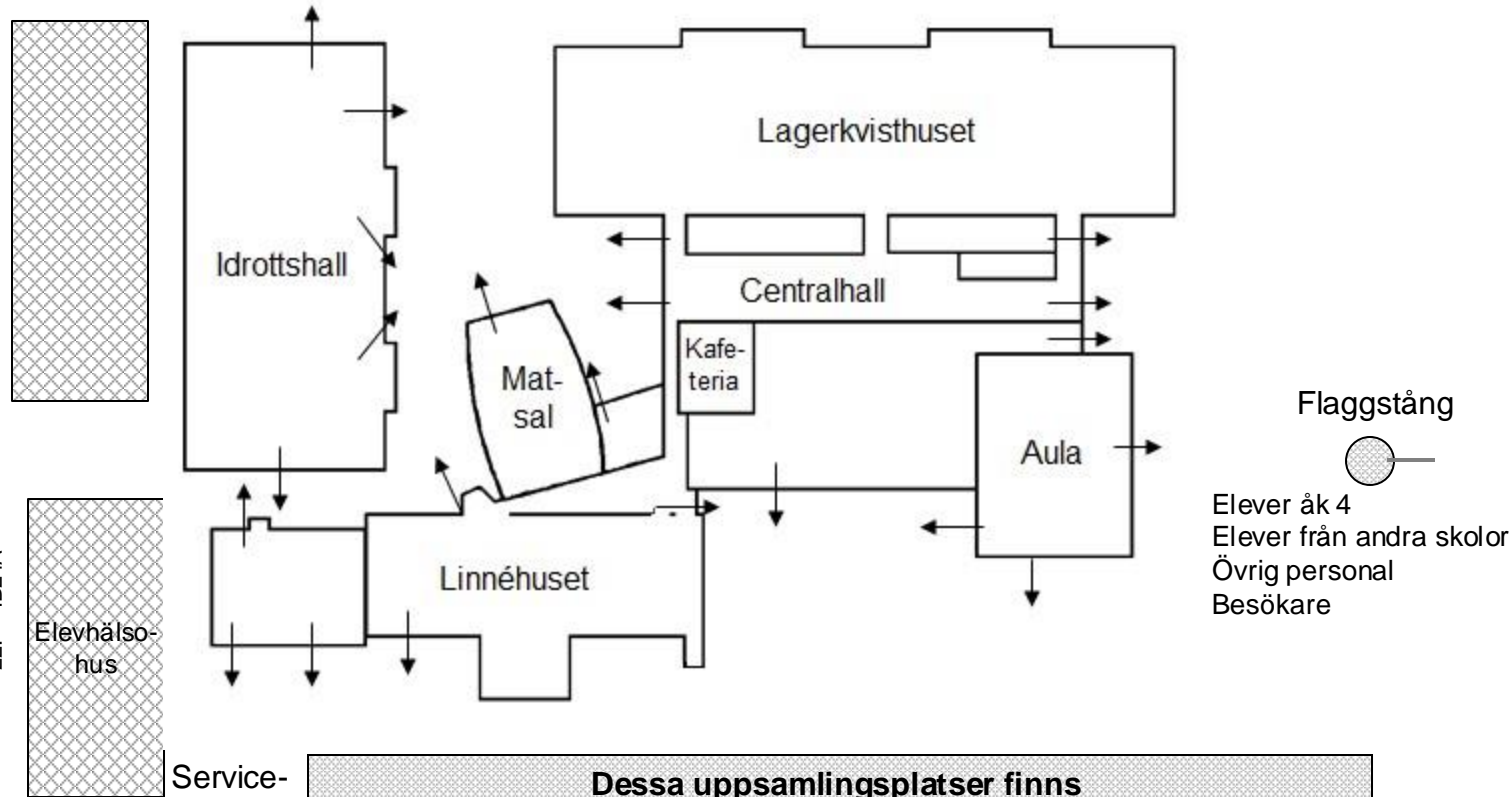 Lagerkvisthuset
Idrottshall
Centralhall
Kafe-
teria
Mat-
sal
Aula
Flaggstång
Elever åk 4
Elever från andra skolor
Övrig personal
Besökare
Linnéhuset
Elevhälso-
hus
Service-
Dessa uppsamlingsplatser finns